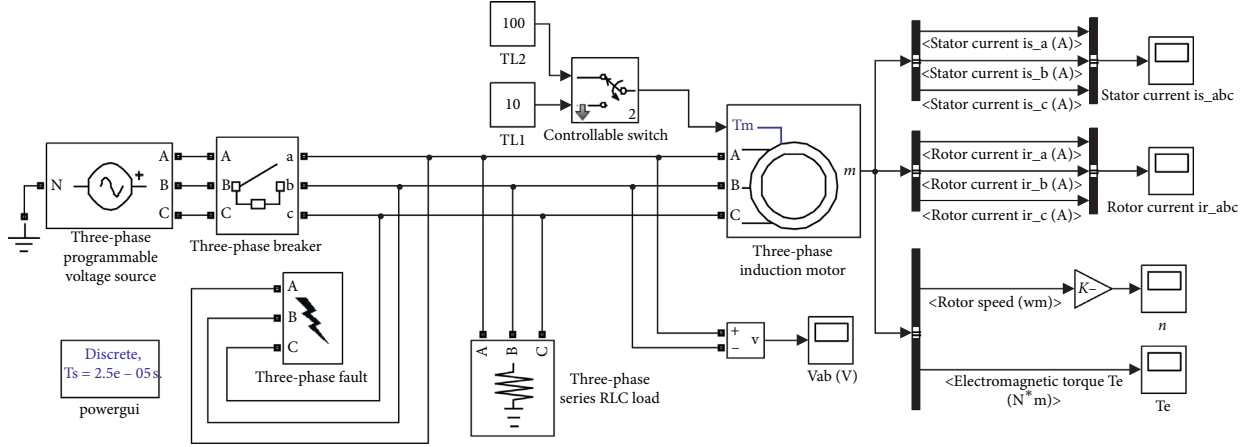 100
TL2
10
TL1
2
Controllable switch
<Stator current is_a (A)>
<Stator current is_b (A)>
<Stator current is_c (A)>
Stator current is_abc
N
A
B
C
+
Three-phase
programmable
voltage source
A
B
C
a
b
c
Three-phase breaker
Tm
A
B
C
m
Three-phase
induction motor
<Rotor current ir_a (A)>
<Rotor current ir_b (A)>
<Rotor current ir_c (A)>
Rotor current ir_abc
A
B
C
Three-phase fault
Discrete,
Ts = 2.5e – 05 s.
powergui
A
B
C
Three-phase
series RLC load
+
–
v
Vab (V)
<Rotor speed (wm)>
K–
n
<Electromagnetic torque Te
(N*m)>
Te